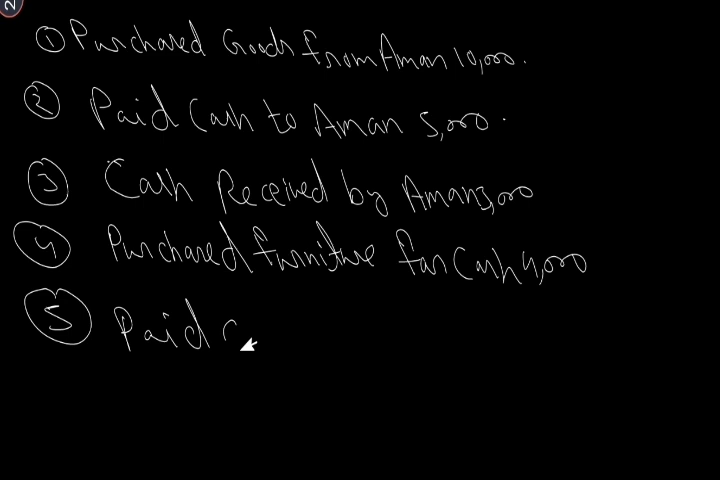 2
① Purchased Goods from Aman 10,000.
② Paid Cash to Aman 5,000.
③ Cash Received by Aman 3,000
④ Purchased furniture for Cash 4,000
⑤ Paid C